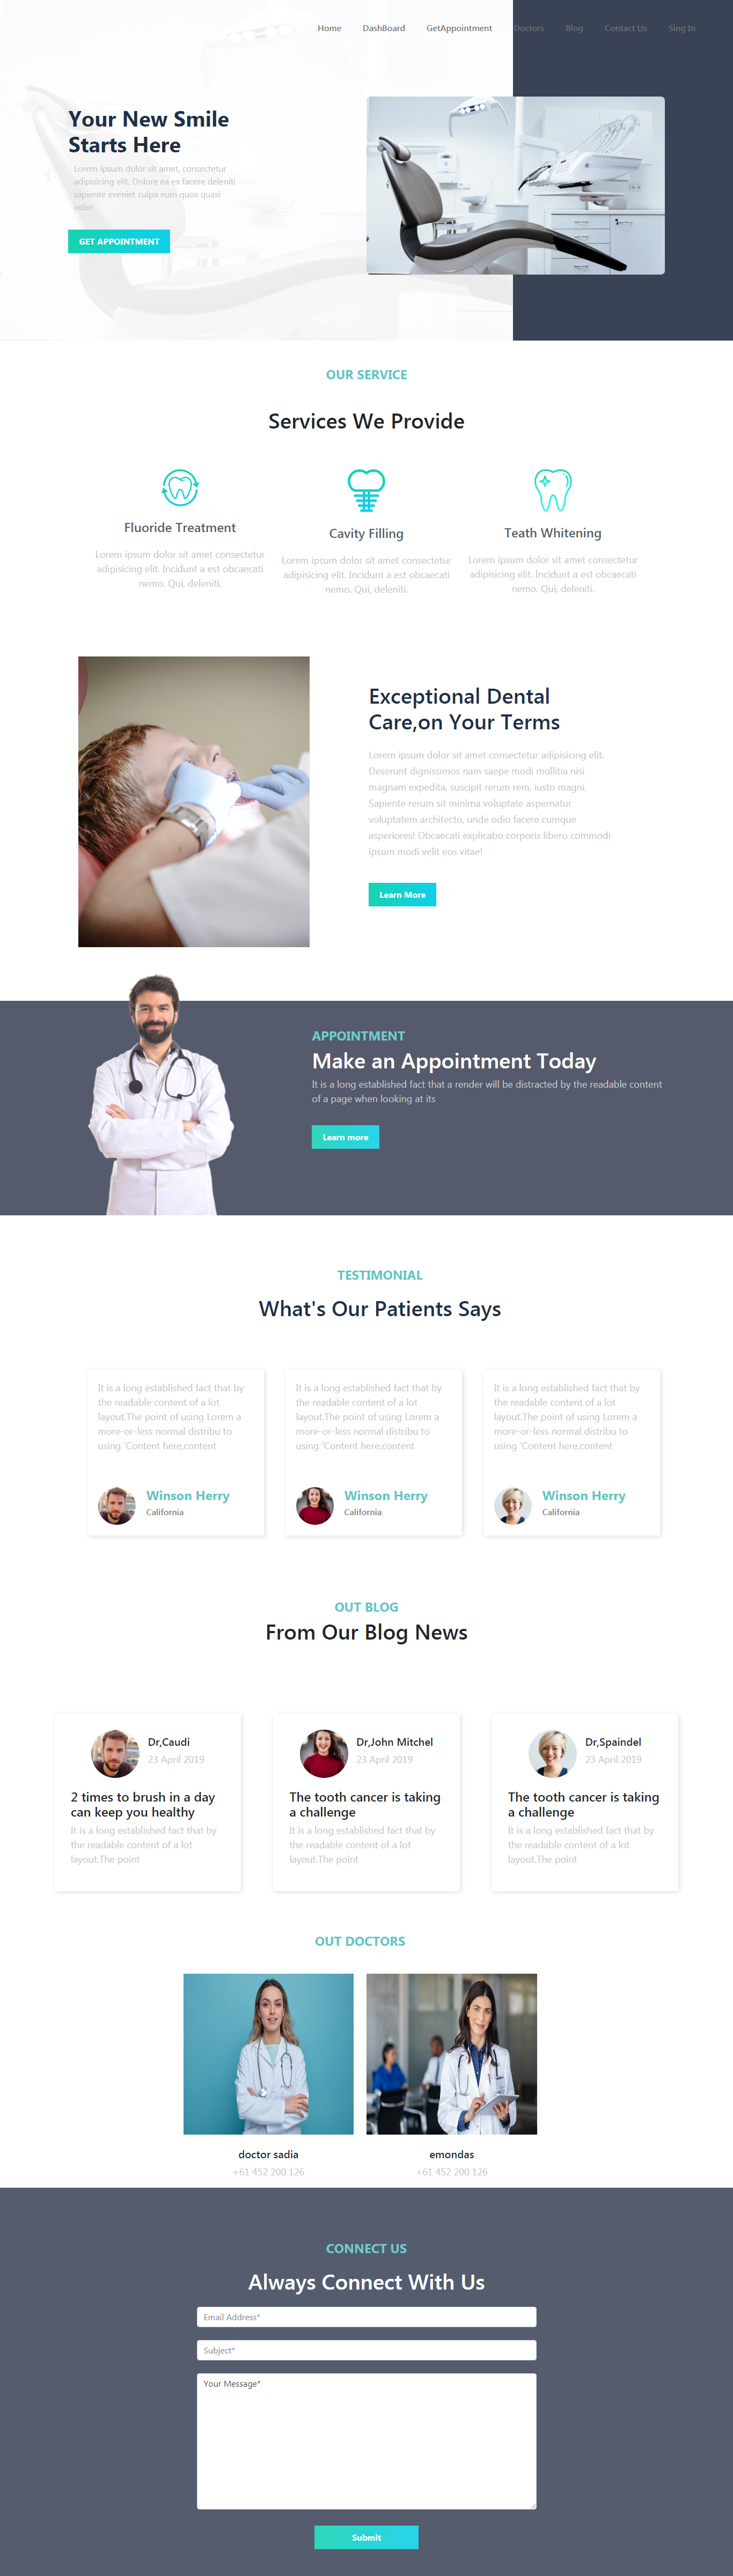 Home DashBoard GetAppointment Doctors Blog Contact Us Sing In
Your New Smile
Starts Here
Lorem ipsum dolor sit amet, consectetur
adipisicing elit. Dolore ea ex facere deleniti
sapiente eveniet culpa eum quos quasi
odio!
GET APPOINTMENT
OUR SERVICE
Services We Provide
Fluoride Treatment
Lorem ipsum dolor sit amet consectetur
adipisicing elit. Incidunt a est obcaecati
nemo. Qui, deleniti.
Cavity Filling
Lorem ipsum dolor sit amet consectetur
adipisicing elit. Incidunt a est obcaecati
nemo. Qui, deleniti.
Teath Whitening
Lorem ipsum dolor sit amet consectetur
adipisicing elit. Incidunt a est obcaecati
nemo. Qui, deleniti.
Exceptional Dental
Care,on Your Terms
Lorem ipsum dolor sit amet consectetur adipisicing elit.
Deserunt dignissimos nam saepe modi mollitia nisi
magnam expedita, suscipit rerum rem, iusto magni.
Sapiente rerum sit minima voluptate aspernatur
voluptatem architecto, unde odio facere cumque
asperiores! Obcaecati explicabo corporis libero commodi
ipsum modi velit eos vitae!
Learn More
APPOINTMENT
Make an Appointment Today
It is a long established fact that a render will be distracted by the readable content
of a page when looking at its
Learn more
TESTIMONIAL
What's Our Patients Says
It is a long established fact that by
the readable content of a lot
layout.The point of using Lorem a
more-or-less normal distribu to
using 'Content here,content
Winson Herry
California
It is a long established fact that by
the readable content of a lot
layout.The point of using Lorem a
more-or-less normal distribu to
using 'Content here,content
Winson Herry
California
It is a long established fact that by
the readable content of a lot
layout.The point of using Lorem a
more-or-less normal distribu to
using 'Content here,content
Winson Herry
California
OUT BLOG
From Our Blog News
Dr,Caudi
23 April 2019
2 times to brush in a day
can keep you healthy
It is a long established fact that by
the readable content of a lot
layout.The point
Dr,John Mitchel
23 April 2019
The tooth cancer is taking
a challenge
It is a long established fact that by
the readable content of a lot
layout.The point
Dr,Spaindel
23 April 2019
The tooth cancer is taking
a challenge
It is a long established fact that by
the readable content of a lot
layout.The point
OUT DOCTORS
doctor sadia
+61 452 200 126
emondas
+61 452 200 126
CONNECT US
Always Connect With Us
Email Address*
Subject*
Your Message*
Submit